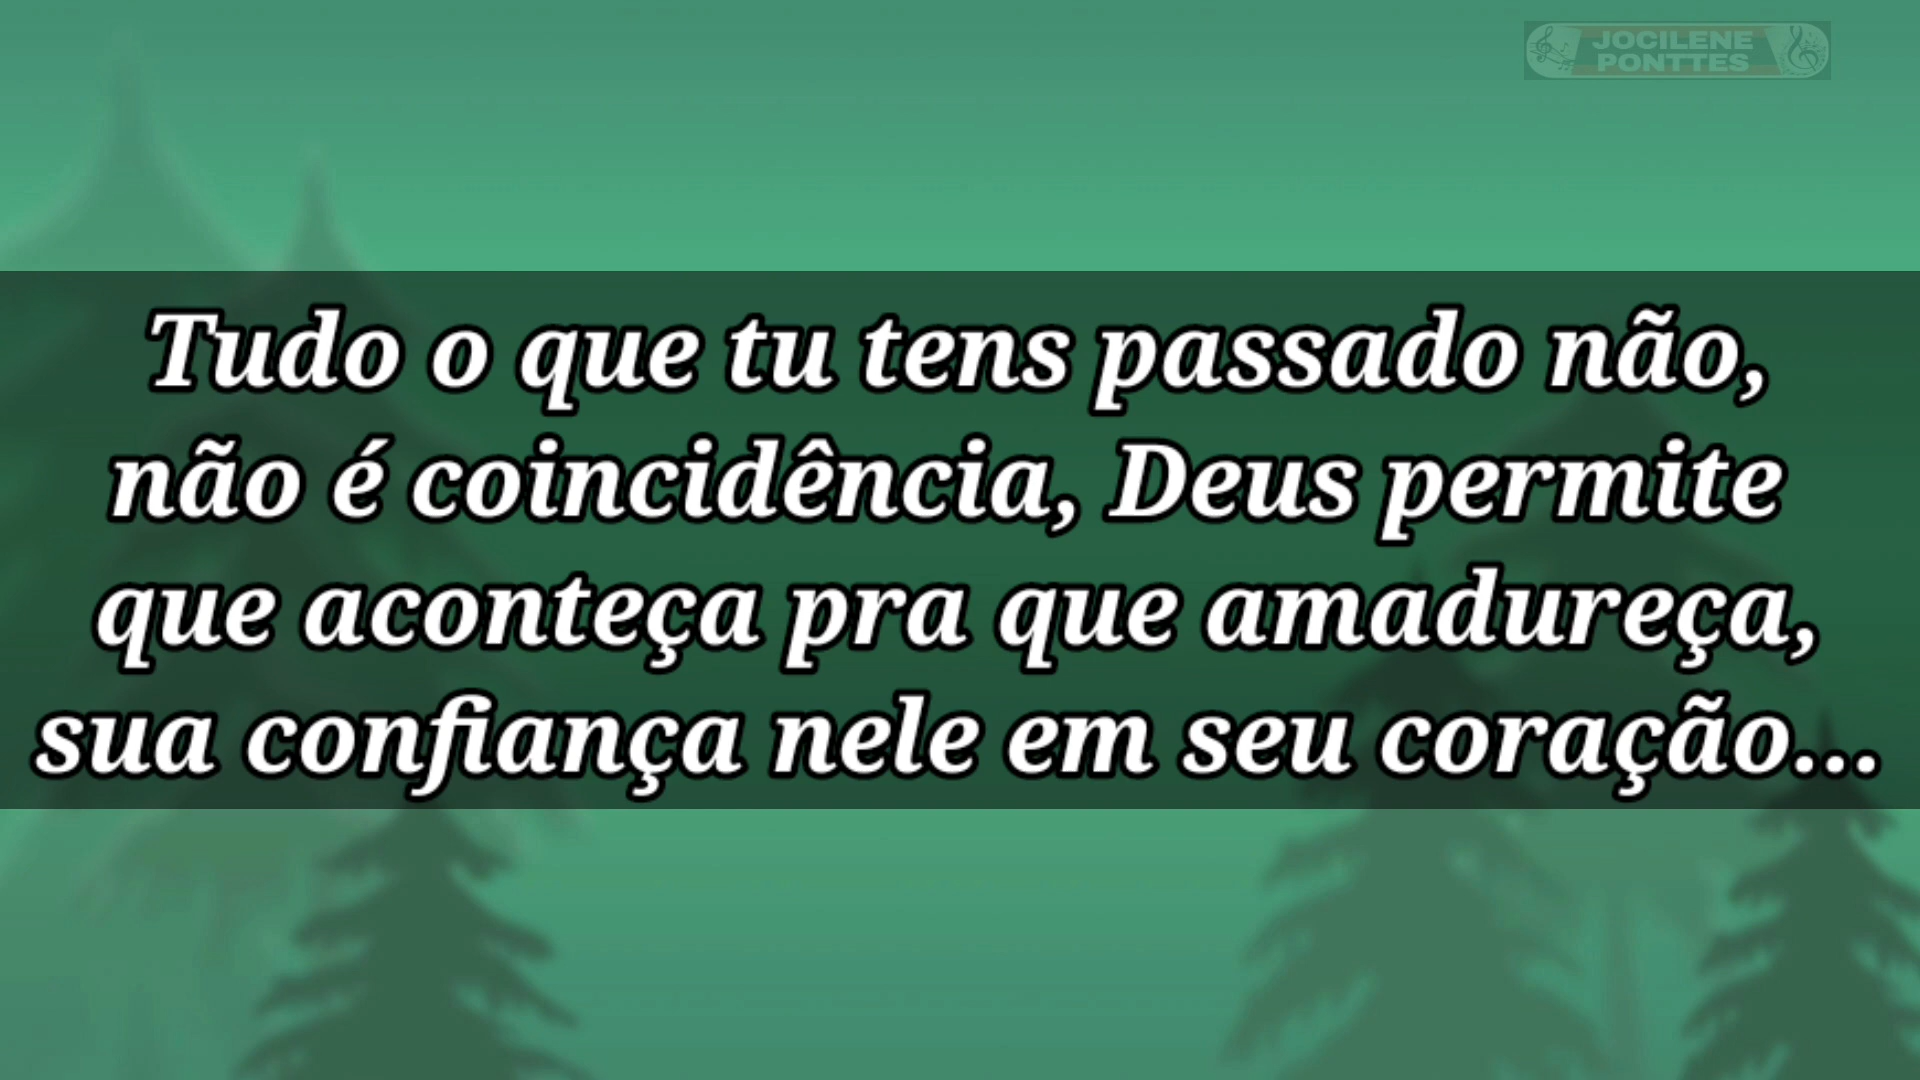 JOCILENE
PONTTES
Tudo o que tu tens passado não,
não é coincidência, Deus permite
que aconteça pra que amadureça,
sua confiança nele em seu coração...